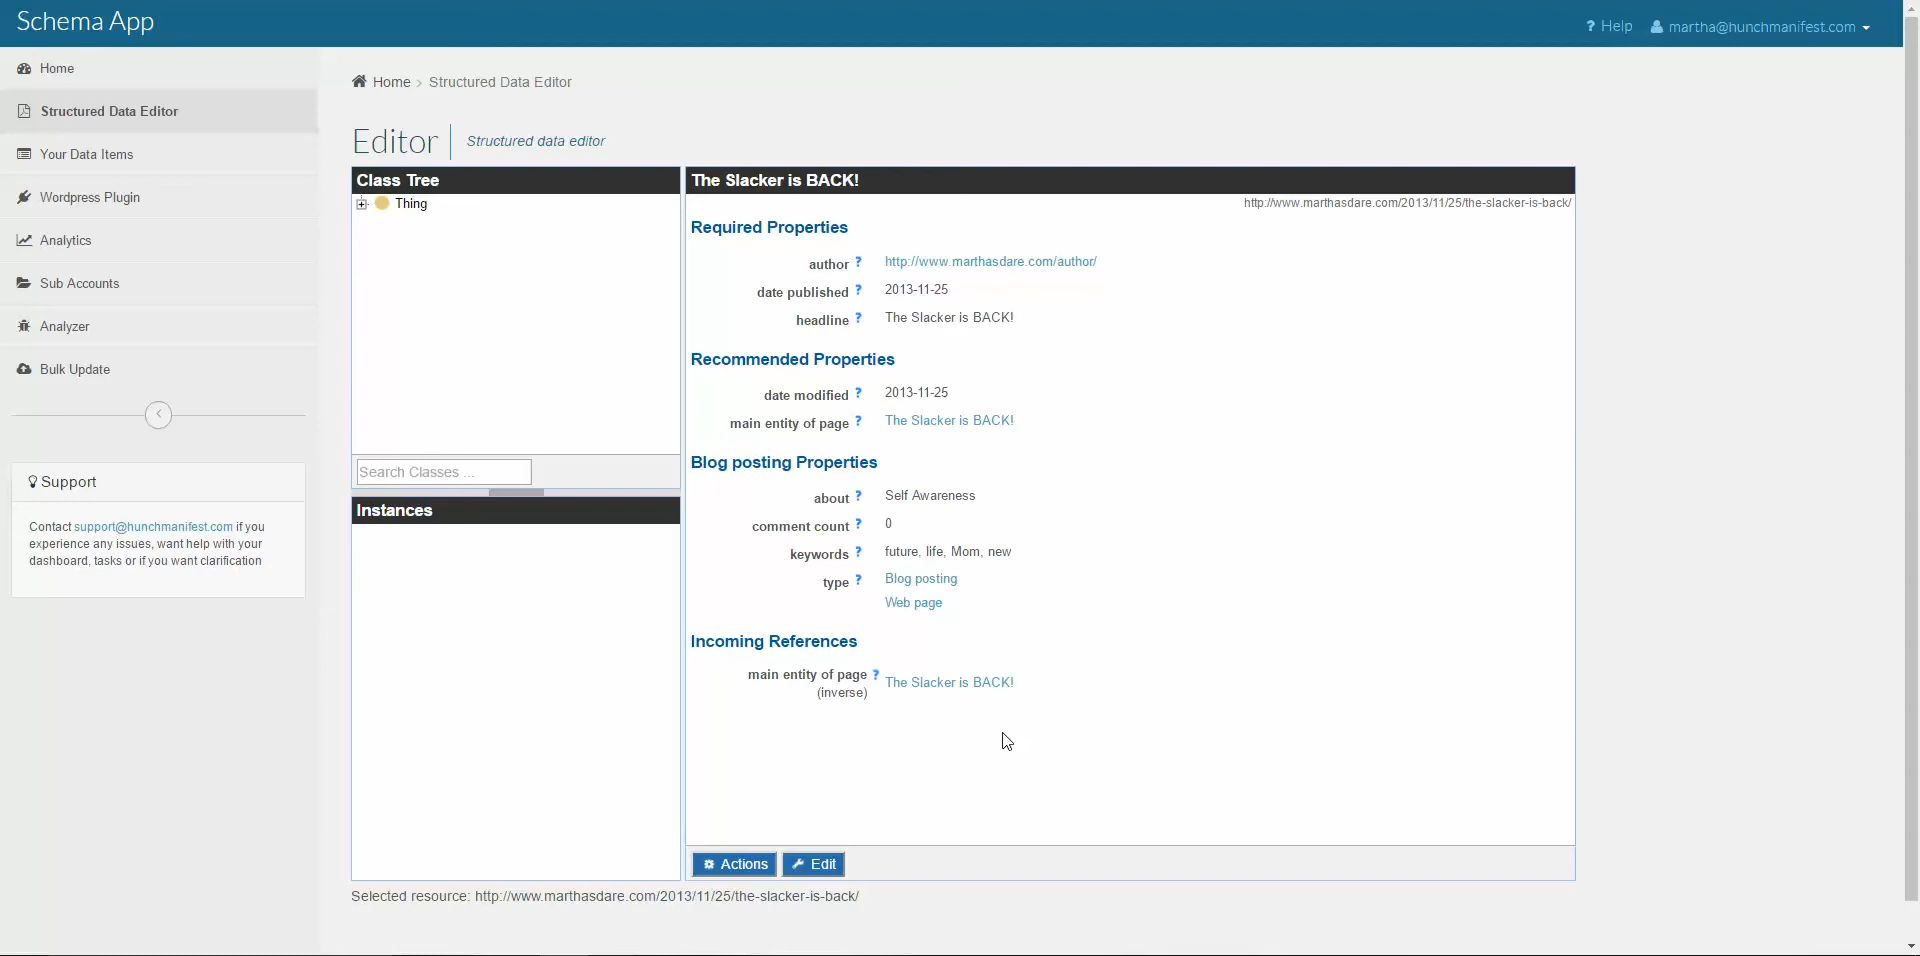 Schema App
? Help martha@hunchmanifest.com
Home
Structured Data Editor
Your Data Items
Wordpress Plugin
Analytics
Sub Accounts
Analyzer
Bulk Update
Support
Contact support@hunchmanifest.com if you
experience any issues, want help with your
dashboard, tasks or if you want clarification
Home > Structured Data Editor
Editor Structured data editor
Class Tree
Thing
Search Classes ...
Instances
The Slacker is BACK!
http://www.marthasdare.com/2013/11/25/the-slacker-is-back/
Required Properties
author ? http://www.marthasdare.com/author/
date published ? 2013-11-25
headline ? The Slacker is BACK!
Recommended Properties
date modified ? 2013-11-25
main entity of page ? The Slacker is BACK!
Blog posting Properties
about ? Self Awareness
comment count ? 0
keywords ? future, life, Mom, new
type ? Blog posting
Web page
Incoming References
main entity of page ? The Slacker is BACK!
(inverse)
Actions Edit
Selected resource: http://www.marthasdare.com/2013/11/25/the-slacker-is-back/